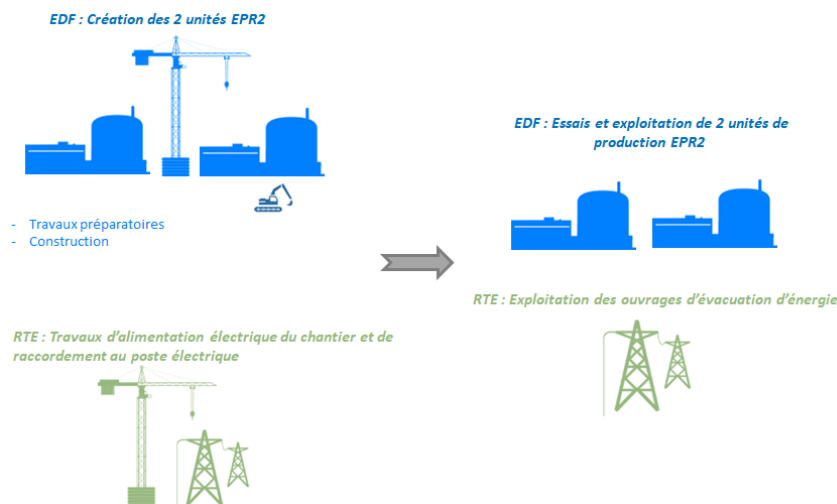 EDF : Création des 2 unités EPR2
- Travaux préparatoires
- Construction
RTE : Travaux d'alimentation électrique du chantier et de
raccordement au poste électrique
EDF : Essais et exploitation de 2 unités de
production EPR2
RTE : Exploitation des ouvrages d'évacuation d'énergie